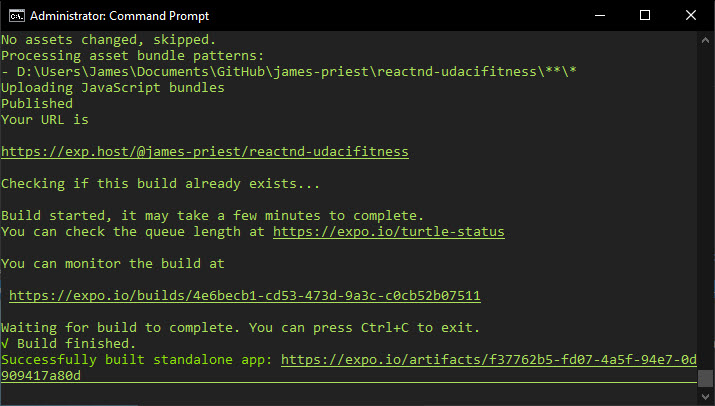 Administrator: Command Prompt
No assets changed, skipped.
Processing asset bundle patterns:
- D:\Users\James\Documents\GitHub\james-priest\reactnd-udacifitness\**\*
Uploading JavaScript bundles
Published
Your URL is
https://exp.host/@james-priest/reactnd-udacifitness
Checking if this build already exists...
Build started, it may take a few minutes to complete.
You can check the queue length at https://expo.io/turtle-status
You can monitor the build at
https://expo.io/builds/4e6becb1-cd53-473d-9a3c-c0cb52b07511
Waiting for build to complete. You can press Ctrl+C to exit.
√ Build finished.
Successfully built standalone app: https://expo.io/artifacts/f37762b5-fd07-4a5f-94e7-0d
909417a80d